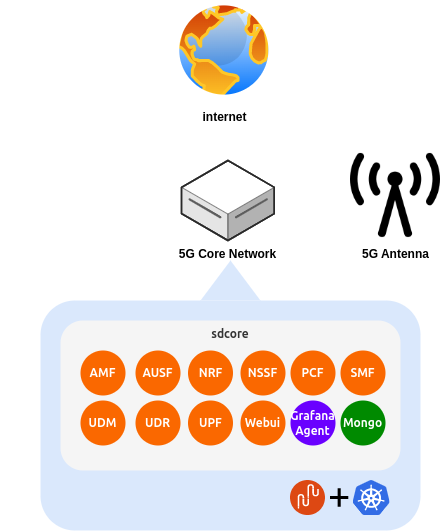 internet
5G Core Network
5G Antenna
sdcore
AMF
AUSF
NRF
NSSF
PCF
SMF
UDM
UDR
UPF
Webui
Grafana
Agent
Mongo
+